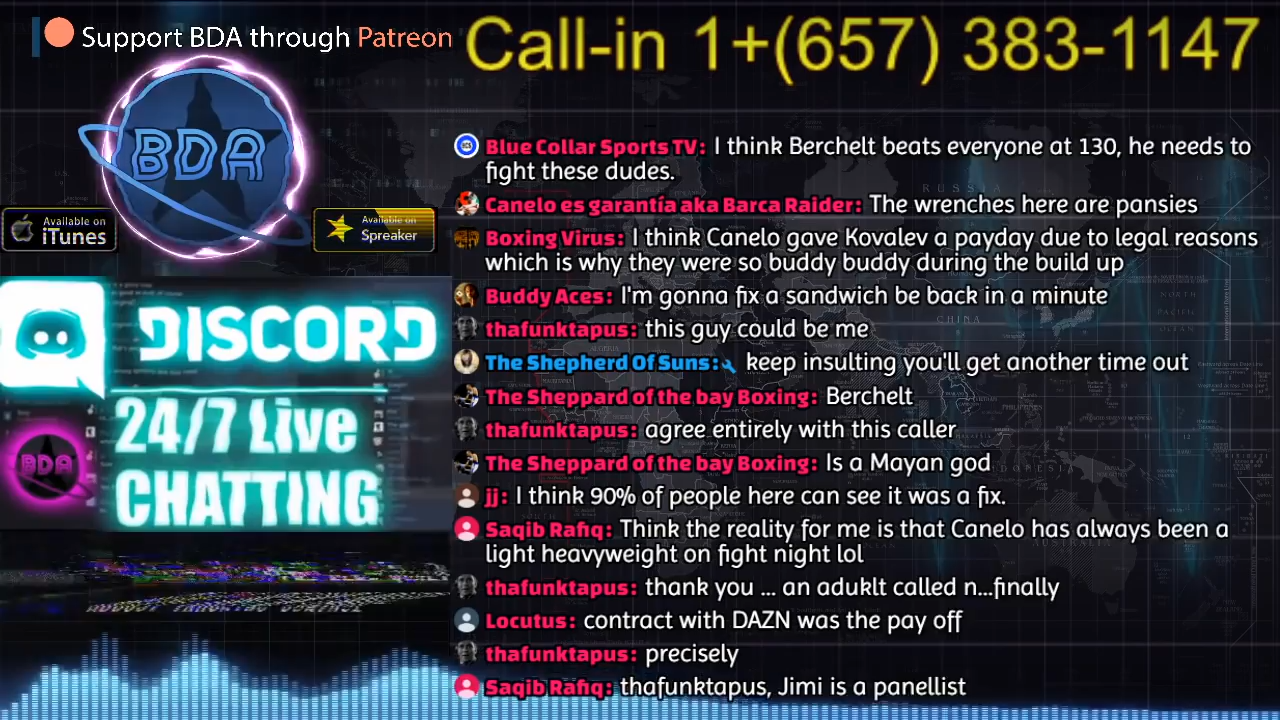 Support BDA through Patreon
Call-in 1+(657) 383-1147
BDA
Available on
iTunes
Available on
Spreaker
DISCORD
24/7 Live
CHATTING
BDA
Blue Collar Sports TV: I think Berchelt beats everyone at 130, he needs to
fight these dudes.
Canelo es garantía aka Barca Raider: The wrenches here are pansies
Boxing Virus: I think Canelo gave Kovalev a payday due to legal reasons
which is why they were so buddy buddy during the build up
Buddy Aces: I'm gonna fix a sandwich be back in a minute
thafunktapus: this guy could be me
The Shepherd Of Suns: keep insulting you'll get another time out
The Sheppard of the bay Boxing: Berchelt
thafunktapus: agree entirely with this caller
The Sheppard of the bay Boxing: Is a Mayan god
jj: I think 90% of people here can see it was a fix.
Saqib Rafiq: Think the reality for me is that Canelo has always been a
light heavyweight on fight night lol
thafunktapus: thank you ... an aduklt called n...finally
Locutus: contract with DAZN was the pay off
thafunktapus: precisely
Saqib Rafiq: thafunktapus, Jimi is a panellist
RUSSIA
CHINA